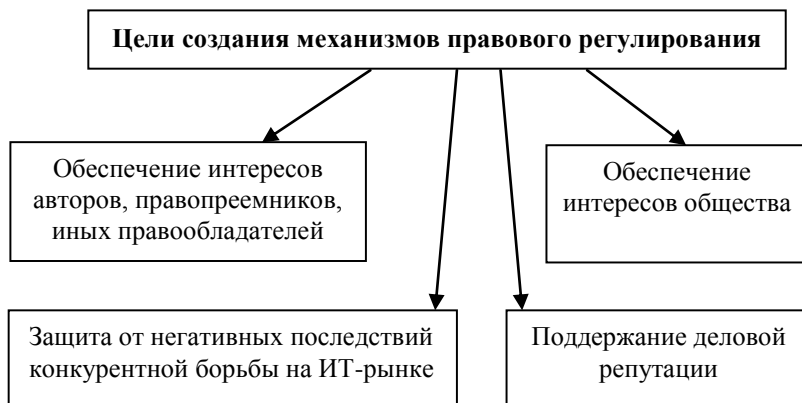 Цели создания механизмов правового регулирования
Обеспечение интересов
авторов, правопреемников,
иных правообладателей
Обеспечение
интересов общества
Защита от негативных последствий
конкурентной борьбы на ИТ-рынке
Поддержание деловой
репутации